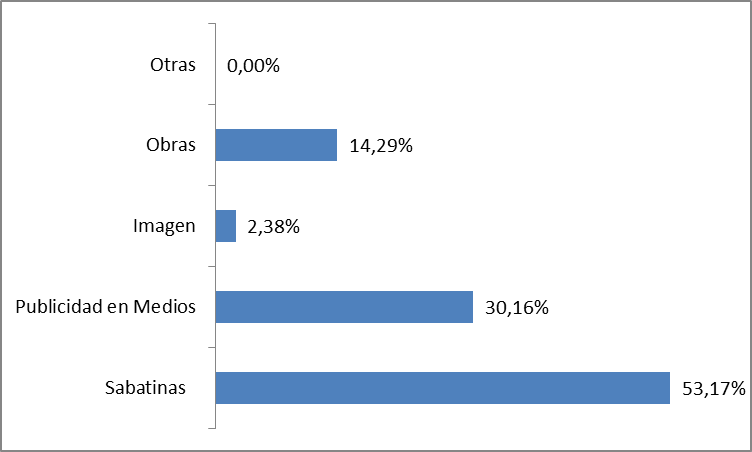 Otras 0,00%
Obras 14,29%
Imagen 2,38%
Publicidad en Medios 30,16%
Sabatinas 53,17%